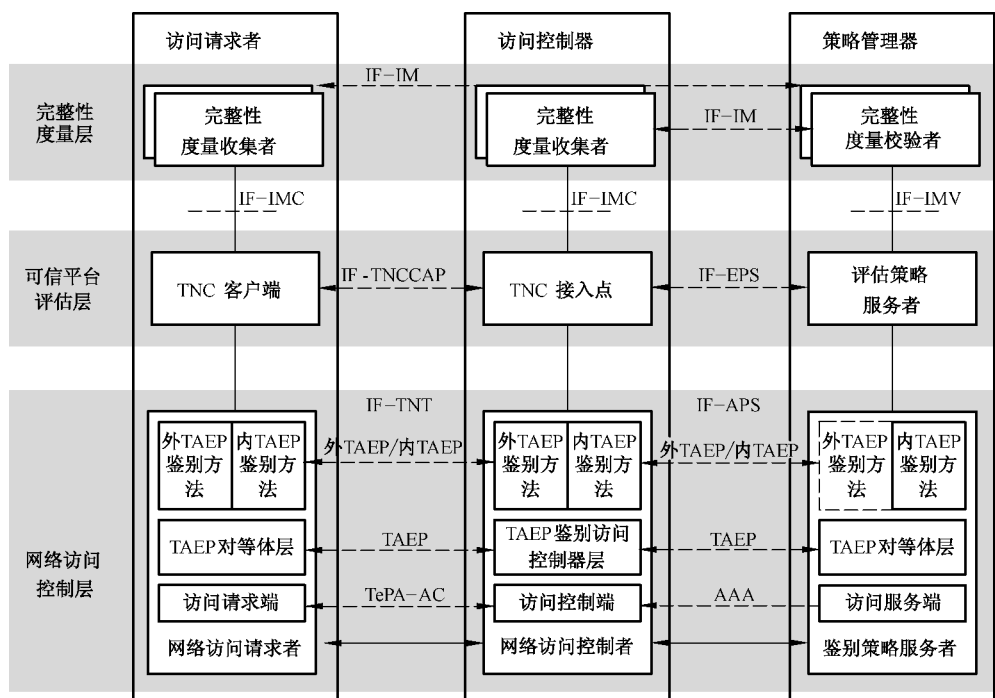 访问请求者
访问控制器
策略管理器
完整性
度量层
IF-IM
完整性
度量收集者
完整性
度量收集者
IF-IM
完整性
度量校验者
IF-IMC
IF-IMC
IF-IMV
可信平台
评估层
TNC 客户端
IF-TNCCAP
TNC 接入点
IF-EPS
评估策略
服务者
网络访问
控制层
IF-TNT
IF-APS
外TAEP
鉴别方
法
内TAEP
鉴别方
法
外TAEP/内TAEP
外TAEP
鉴别方
法
内TAEP
鉴别方
法
外TAEP/内TAEP
外TAEP
鉴别方
法
内TAEP
鉴别方
法
TAEP对等体层
TAEP
TAEP鉴别访问
控制器层
TAEP
TAEP对等体层
访问请求端
TePA-AC
访问控制端
AAA
访问服务端
网络访问请求者
网络访问控制者
鉴别策略服务者